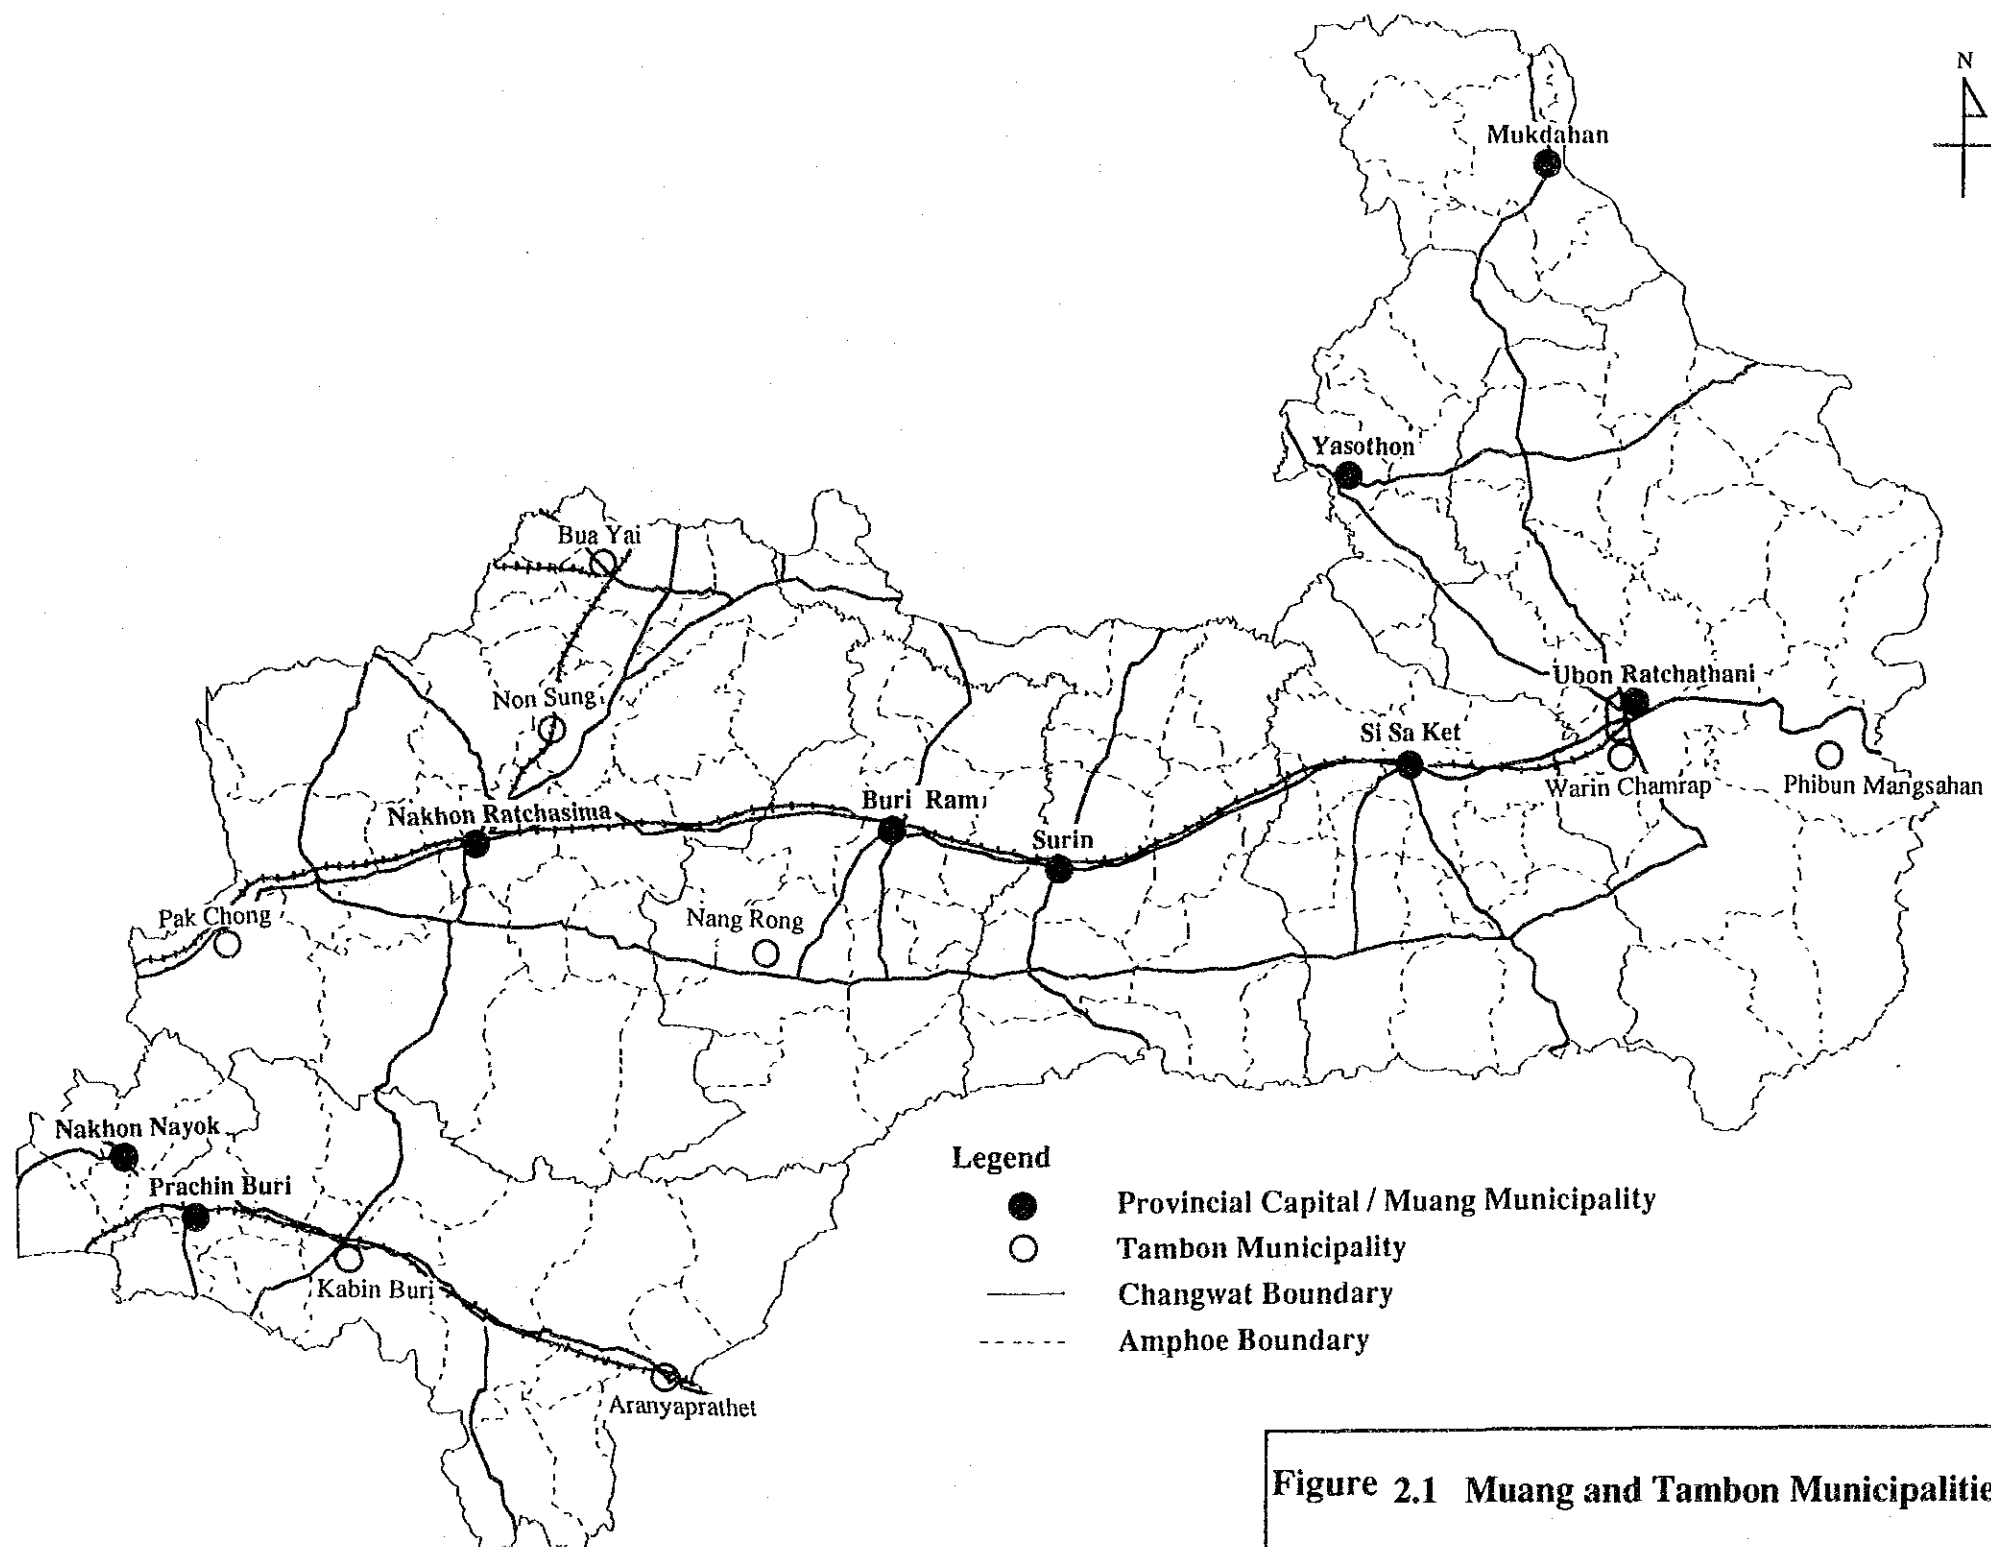 N
Mukdahan
Yasothon
Bua Yai
Non Sung
Ubon Ratchathani
Si Sa Ket
Warin Chamrap
Phibun Mangsahan
Nakhon Ratchasima
Buri Ram
Surin
Pak Chong
Nang Rong
Nakhon Nayok
Prachin Buri
Kabin Buri
Aranyaprathet
Legend
Provincial Capital / Muang Municipality
Tambon Municipality
Changwat Boundary
Amphoe Boundary
Figure 2.1 Muang and Tambon Municipalitie